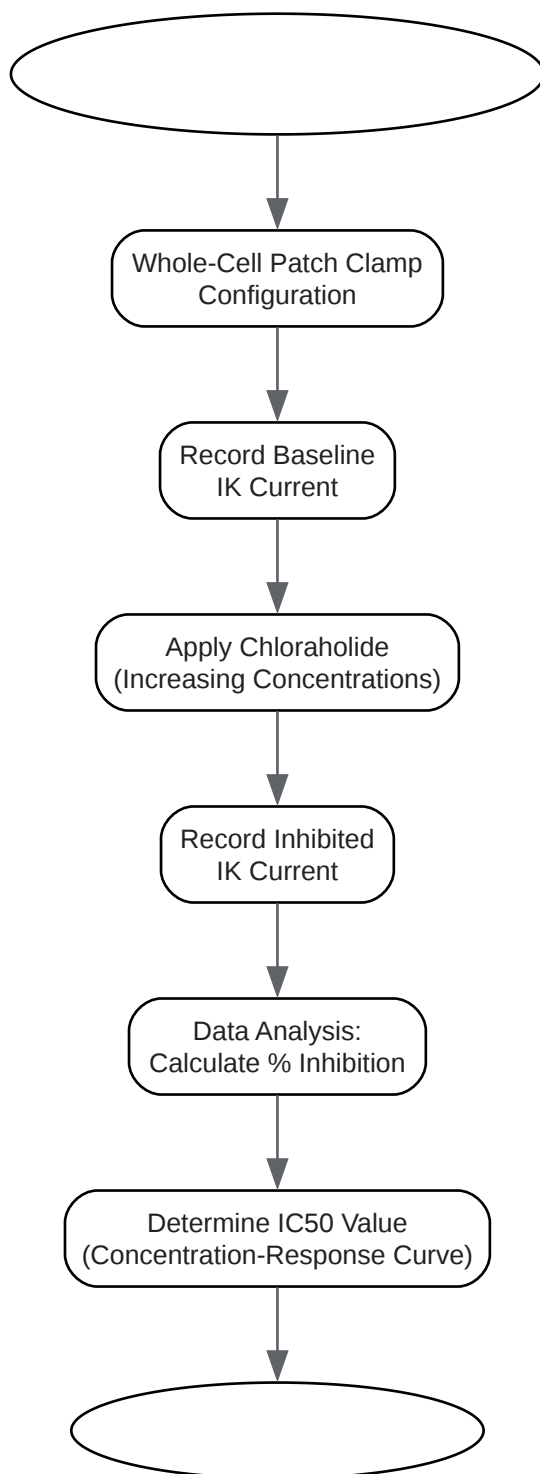 Whole-Cell Patch Clamp
Configuration
Record Baseline
IK Current
Apply Chloraholide
(Increasing Concentrations)
Record Inhibited
IK Current
Data Analysis:
Calculate % Inhibition
Determine IC50 Value
(Concentration-Response Curve)